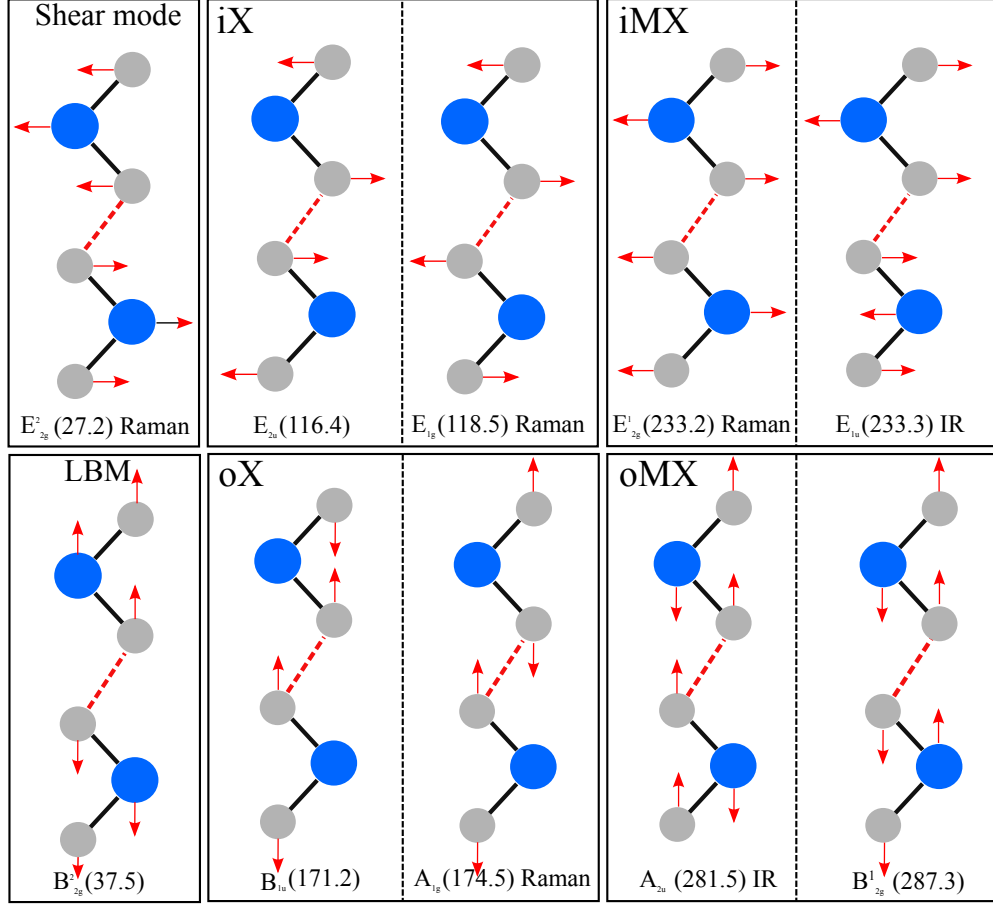 Shear mode
iX
iMX
E²₂g (27.2) Raman
E₂u (116.4)
E₁g (118.5) Raman
E¹₂g (233.2) Raman
E₁u (233.3) IR
LBM
oX
oMX
B²₂g (37.5)
B₁u (171.2)
A₁g (174.5) Raman
A₂u (281.5) IR
B¹₂g (287.3)